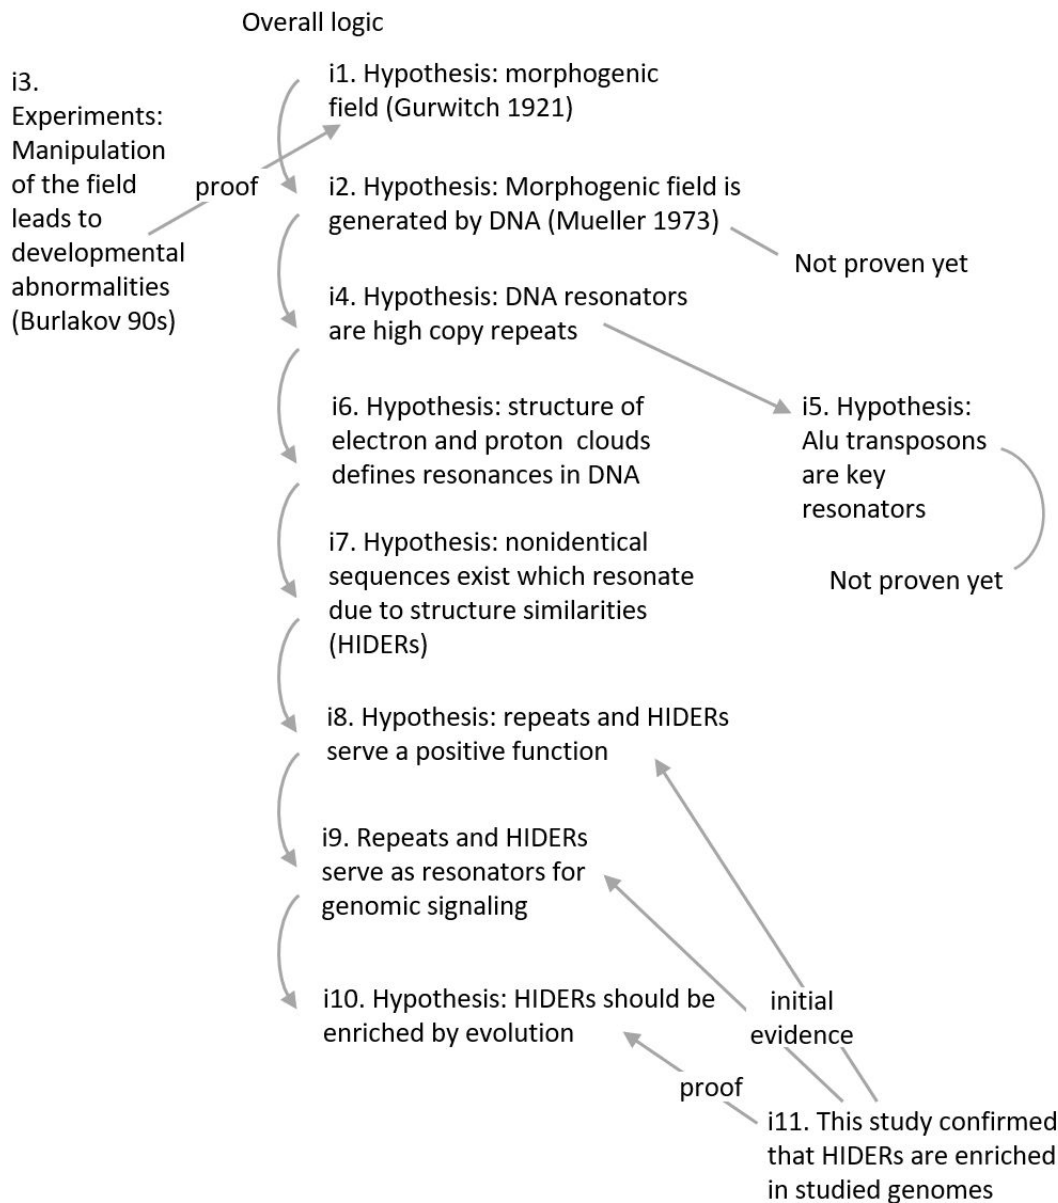 Overall logic
i3.
Experiments:
Manipulation
of the field
leads to
developmental
abnormalities
(Burlakov 90s)
proof
i1. Hypothesis: morphogenic
field (Gurwitch 1921)
i2. Hypothesis: Morphogenic field is
generated by DNA (Mueller 1973)
Not proven yet
i4. Hypothesis: DNA resonators
are high copy repeats
i5. Hypothesis:
Alu transposons
are key
resonators
Not proven yet
i6. Hypothesis: structure of
electron and proton clouds
defines resonances in DNA
i7. Hypothesis: nonidentical
sequences exist which resonate
due to structure similarities
(HIDERs)
i8. Hypothesis: repeats and HIDERs
serve a positive function
i9. Repeats and HIDERs
serve as resonators for
genomic signaling
i10. Hypothesis: HIDERs should be
enriched by evolution
initial
evidence
proof
i11. This study confirmed
that HIDERs are enriched
in studied genomes